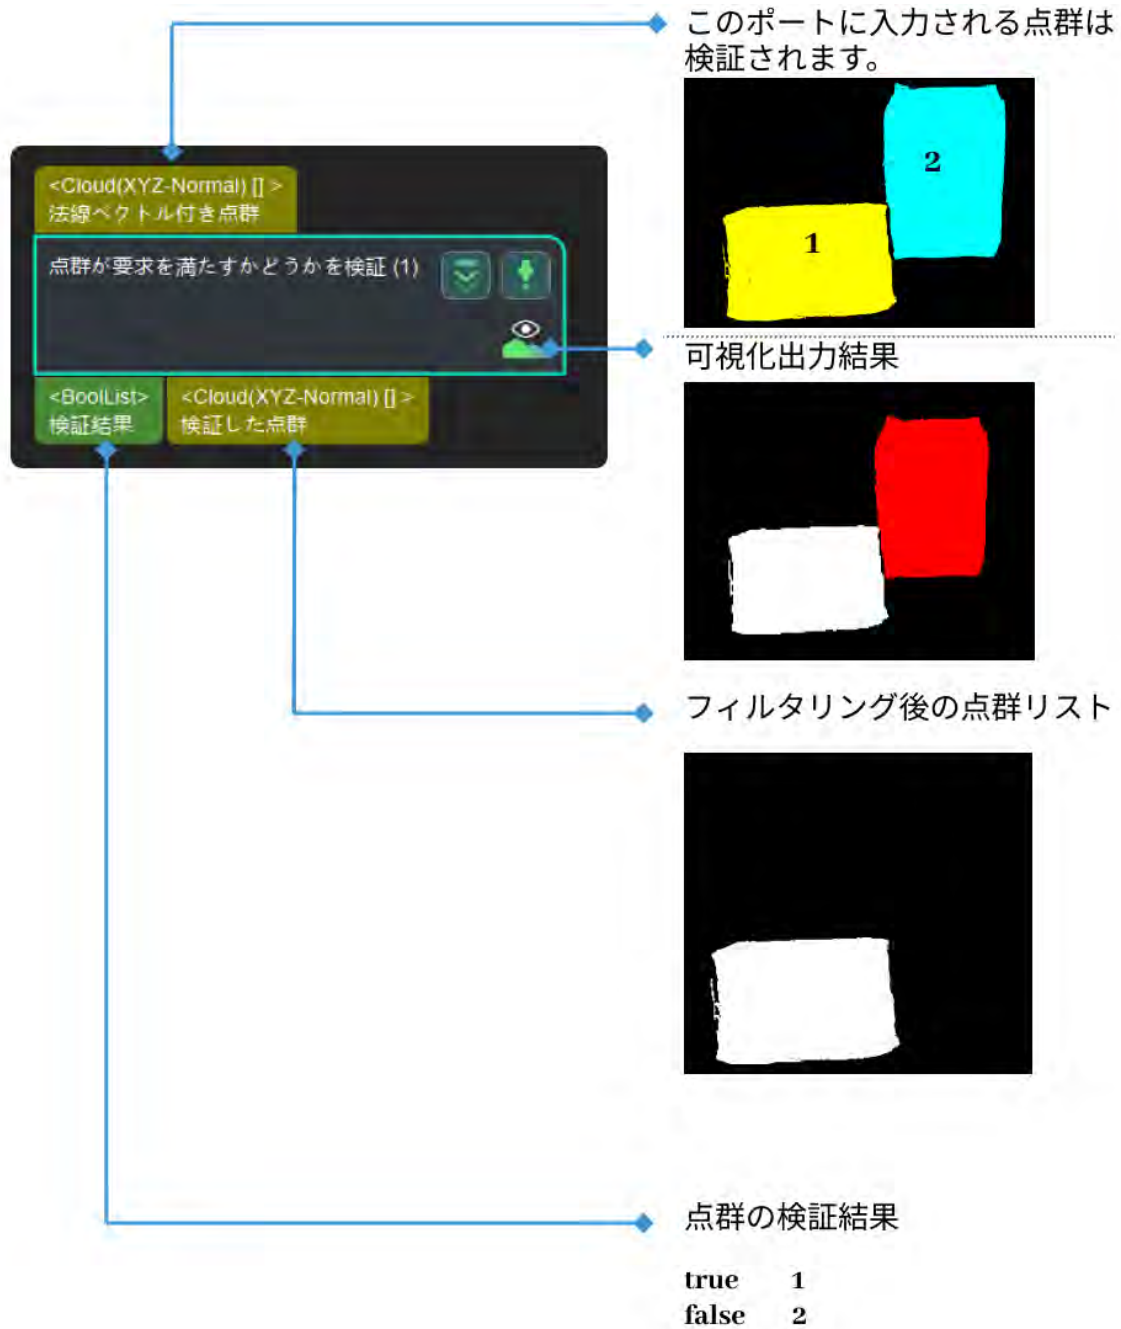 このポートに入力される点群は
検証されます。
1
2
<Cloud(XYZ-Normal) [] >
法線ベクトル付き点群
点群が要求を満たすかどうかを検証 (1)
<BoolList>
検証結果
<Cloud(XYZ-Normal) [] >
検証した点群
可視化出力結果
フィルタリング後の点群リスト
点群の検証結果
true 1
false 2